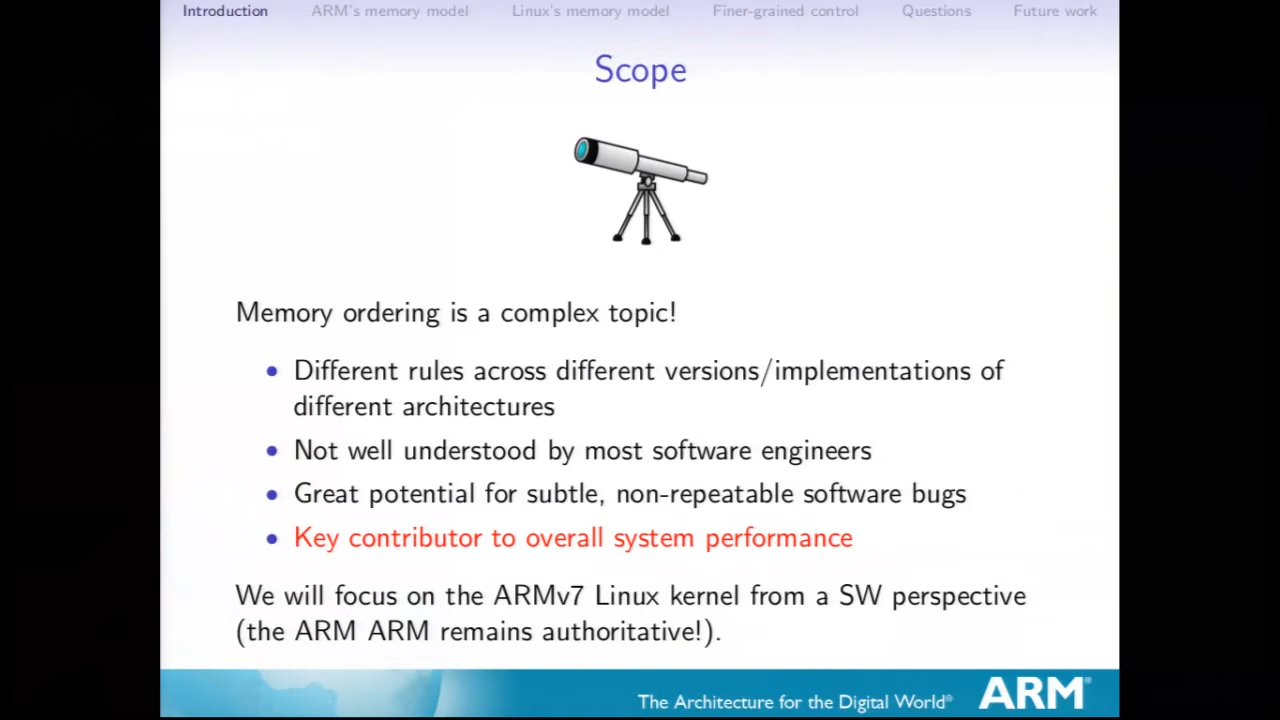 Introduction ARM's memory model Linux's memory model Finer-grained control Questions Future work
Scope
Memory ordering is a complex topic!
• Different rules across different versions/implementations of
different architectures
• Not well understood by most software engineers
• Great potential for subtle, non-repeatable software bugs
• Key contributor to overall system performance
We will focus on the ARMv7 Linux kernel from a SW perspective
(the ARM ARM remains authoritative!).
The Architecture for the Digital World® ARM®